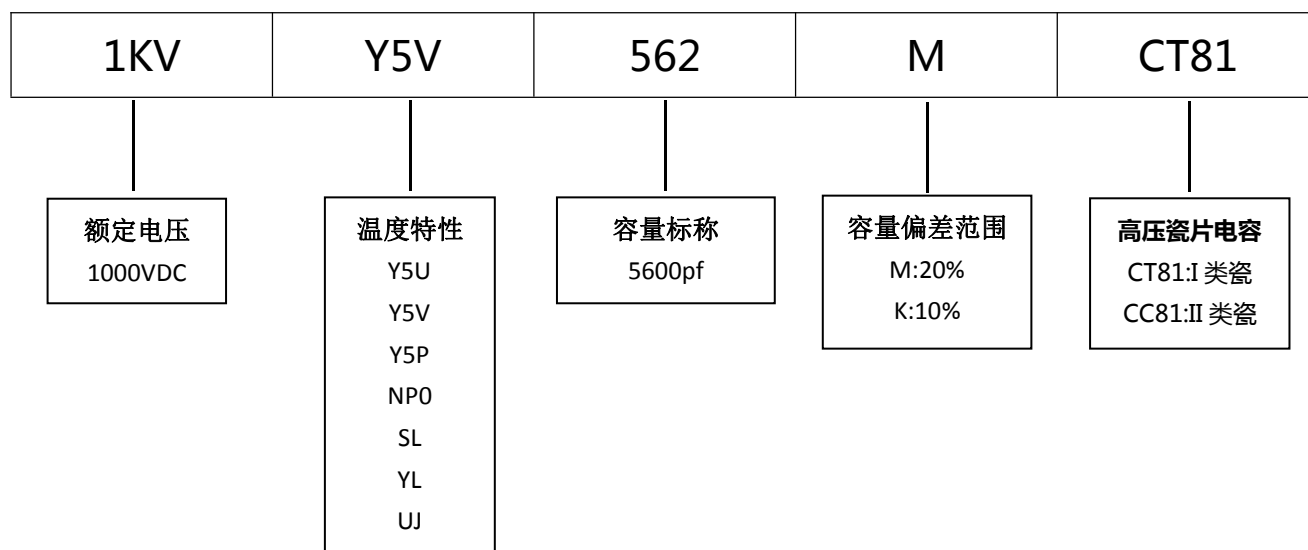 1KV Y5V 562 M CT81
额定电压
1000VDC
温度特性
Y5U
Y5V
Y5P
NP0
SL
YL
UJ
容量标称
5600pf
容量偏差范围
M:20%
K:10%
高压瓷片电容
CT81:I 类瓷
CC81:II 类瓷